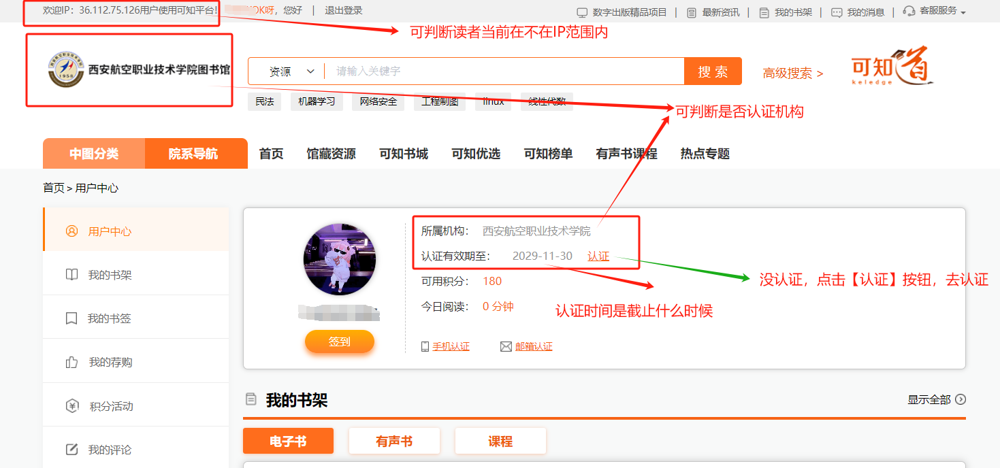 欢迎IP：36.112.75.126用户使用可知平台! OK呀，您好 | 退出登录
数字出版精品项目 | 最新资讯 | 我的书架 | 我的消息 | 客服服务
可判断读者当前在不在IP范围内
西安航空职业技术学院图书馆
1958
资源 请输入关键字 搜 索 高级搜索 >
可知道
keledge
民法 机器学习 网络安全 工程制图 linux 线性代数
可判断是否认证机构
中图分类 院系导航 首页 馆藏资源 可知书城 可知优选 可知榜单 有声书课程 热点专题
首页 > 用户中心
用户中心
我的书架
我的书签
我的荐购
积分活动
我的评论
签到
所属机构： 西安航空职业技术学院
认证有效期至： 2029-11-30 认证
可用积分： 180
今日阅读： 0 分钟
手机认证 邮箱认证
没认证，点击【认证】按钮，去认证
认证时间是截止什么时候
我的书架 显示全部
电子书 有声书 课程